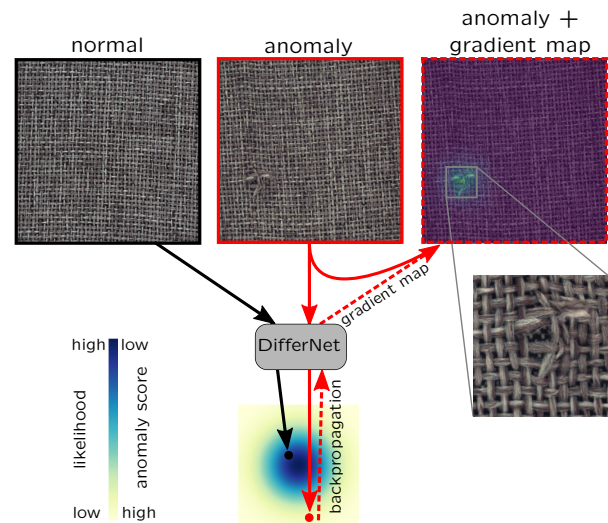 normal
anomaly
anomaly +
gradient map
gradient map
DifferNet
high
low
likelihood
anomaly score
backpropagation
low
high